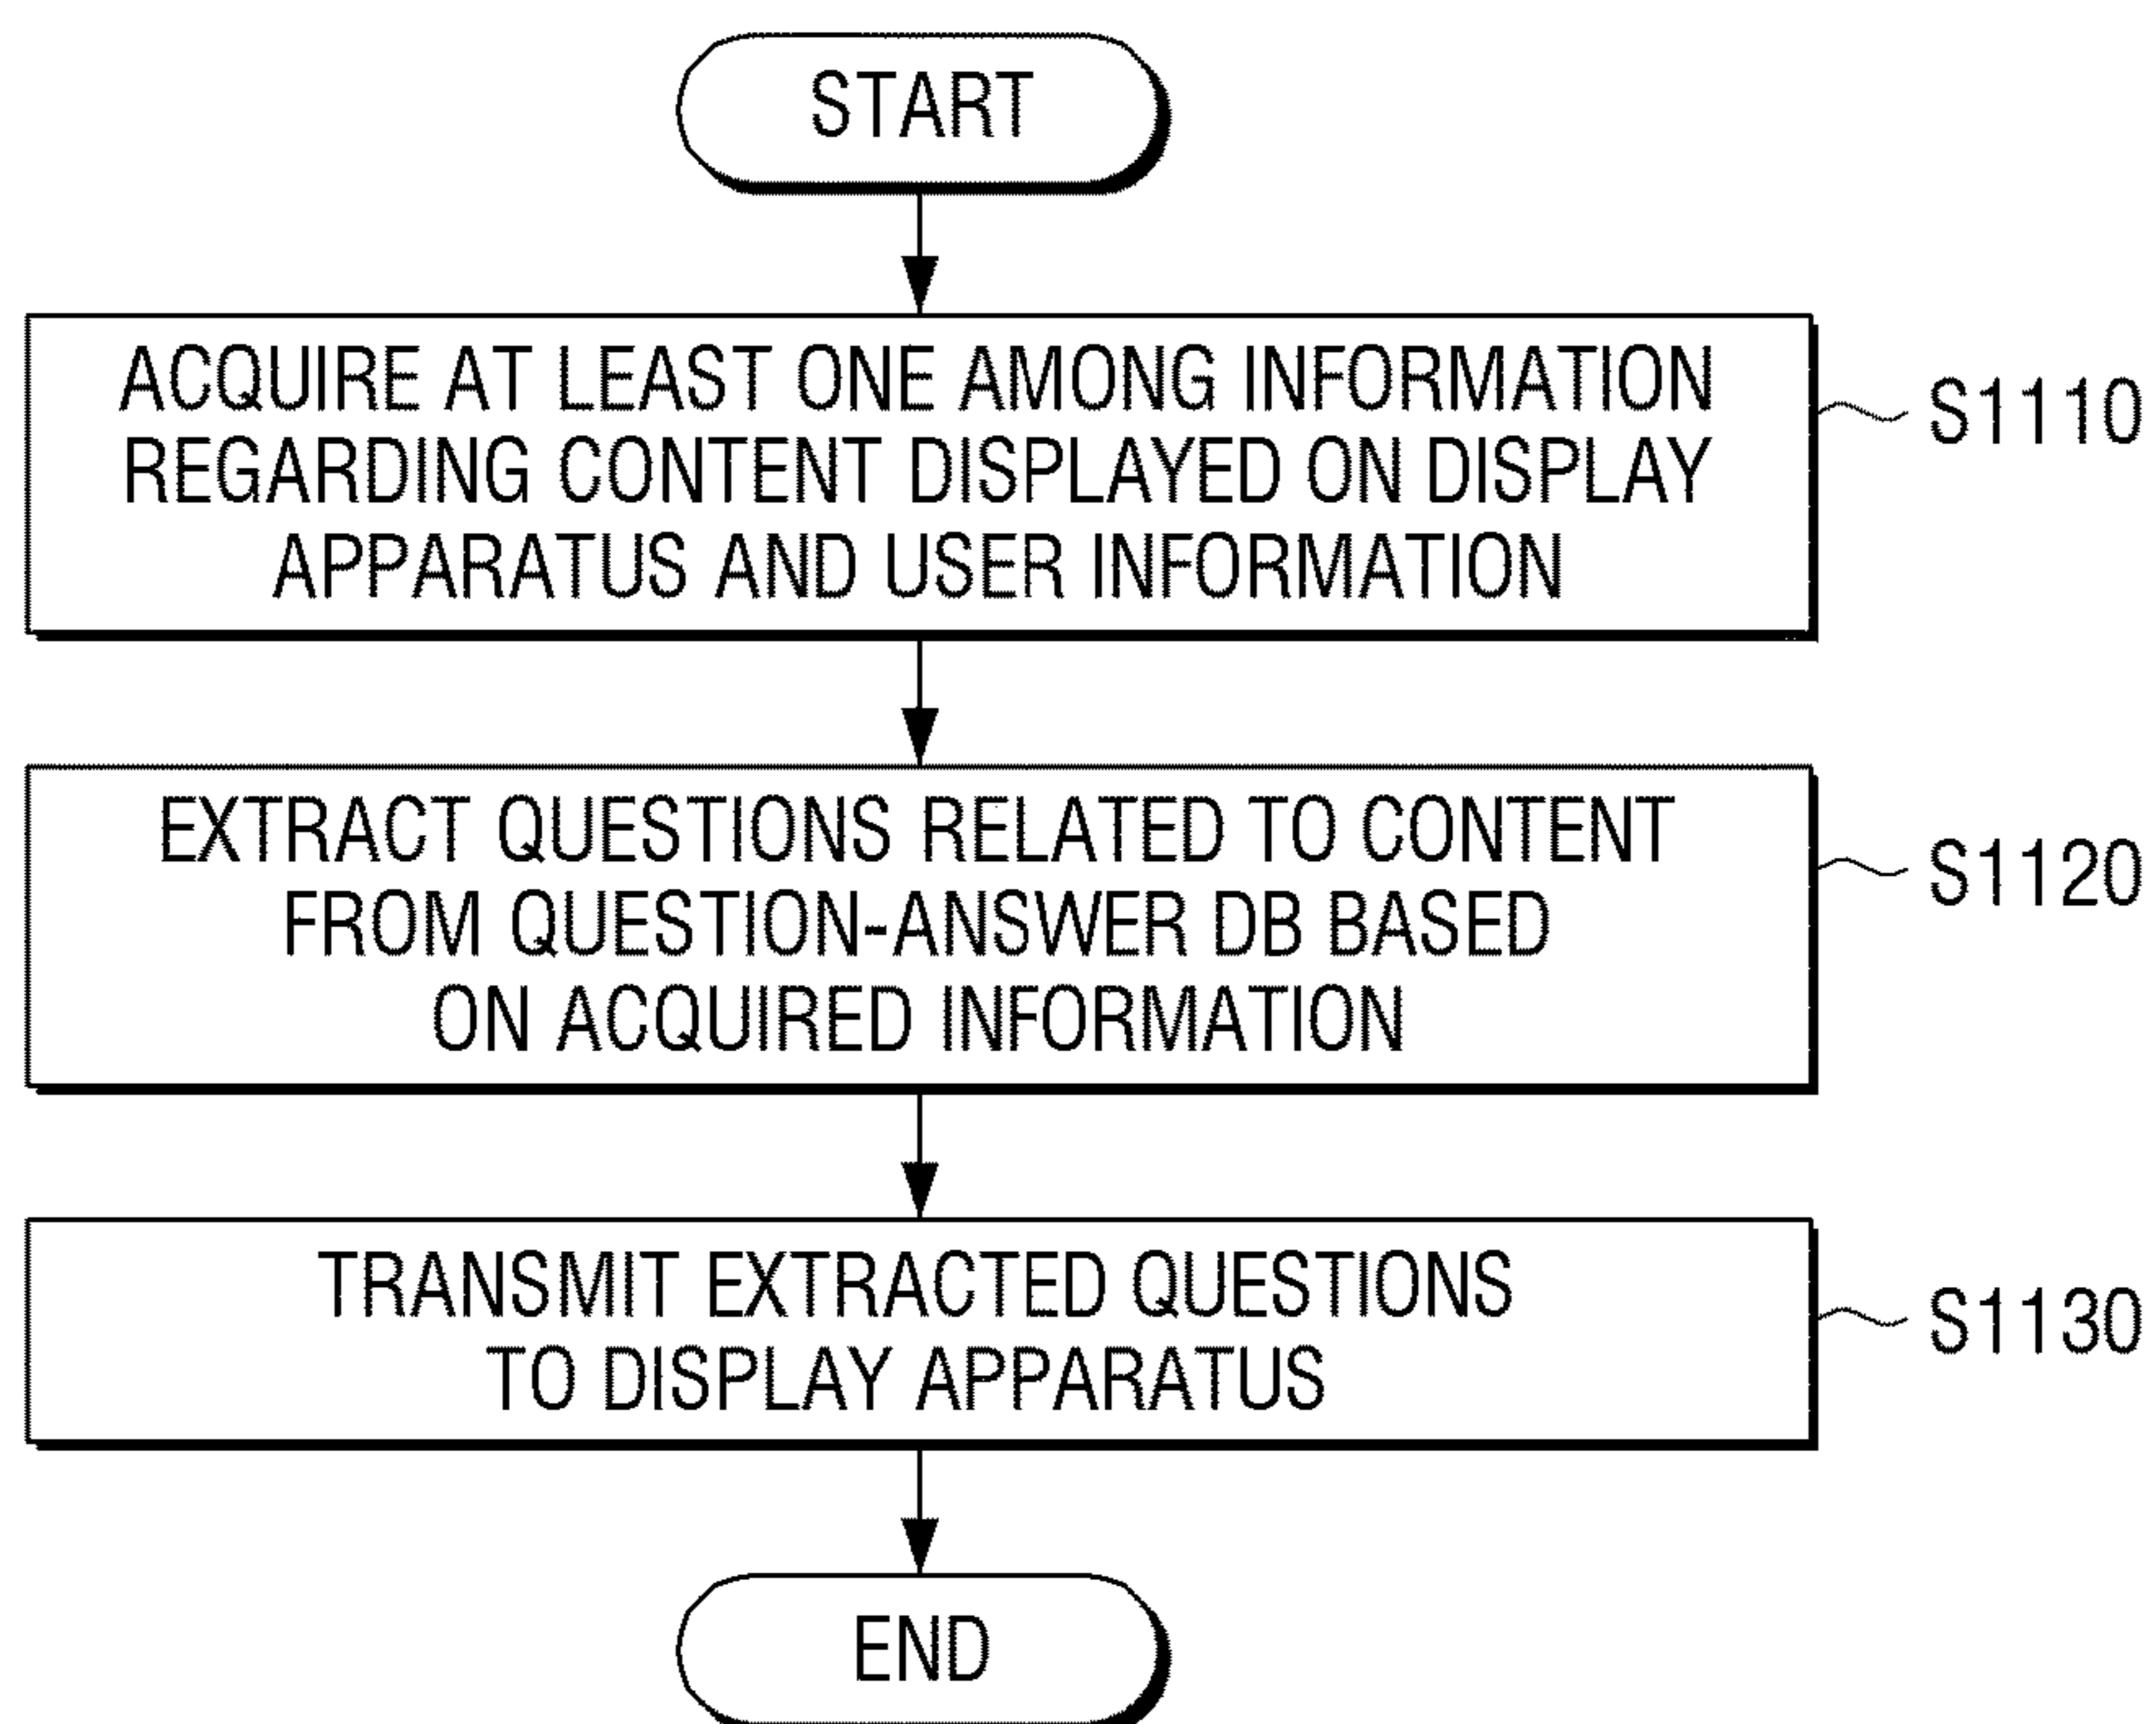 START
ACQUIRE AT LEAST ONE AMONG INFORMATION
REGARDING CONTENT DISPLAYED ON DISPLAY
APPARATUS AND USER INFORMATION
S1110
EXTRACT QUESTIONS RELATED TO CONTENT
FROM QUESTION-ANSWER DB BASED
ON ACQUIRED INFORMATION
S1120
TRANSMIT EXTRACTED QUESTIONS
TO DISPLAY APPARATUS
S1130
END